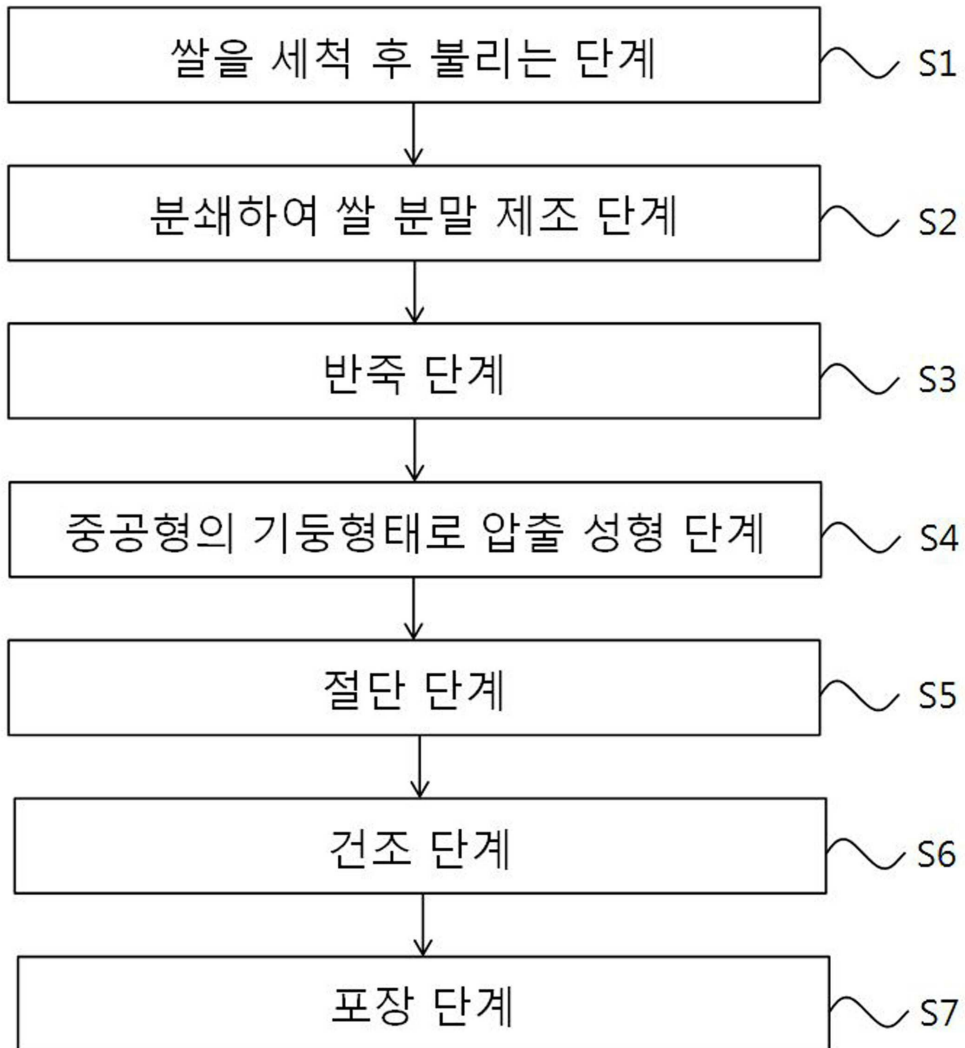 쌀을 세척 후 불리는 단계 S1
분쇄하여 쌀 분말 제조 단계 S2
반죽 단계 S3
중공형의 기둥형태로 압출 성형 단계 S4
절단 단계 S5
건조 단계 S6
포장 단계 S7